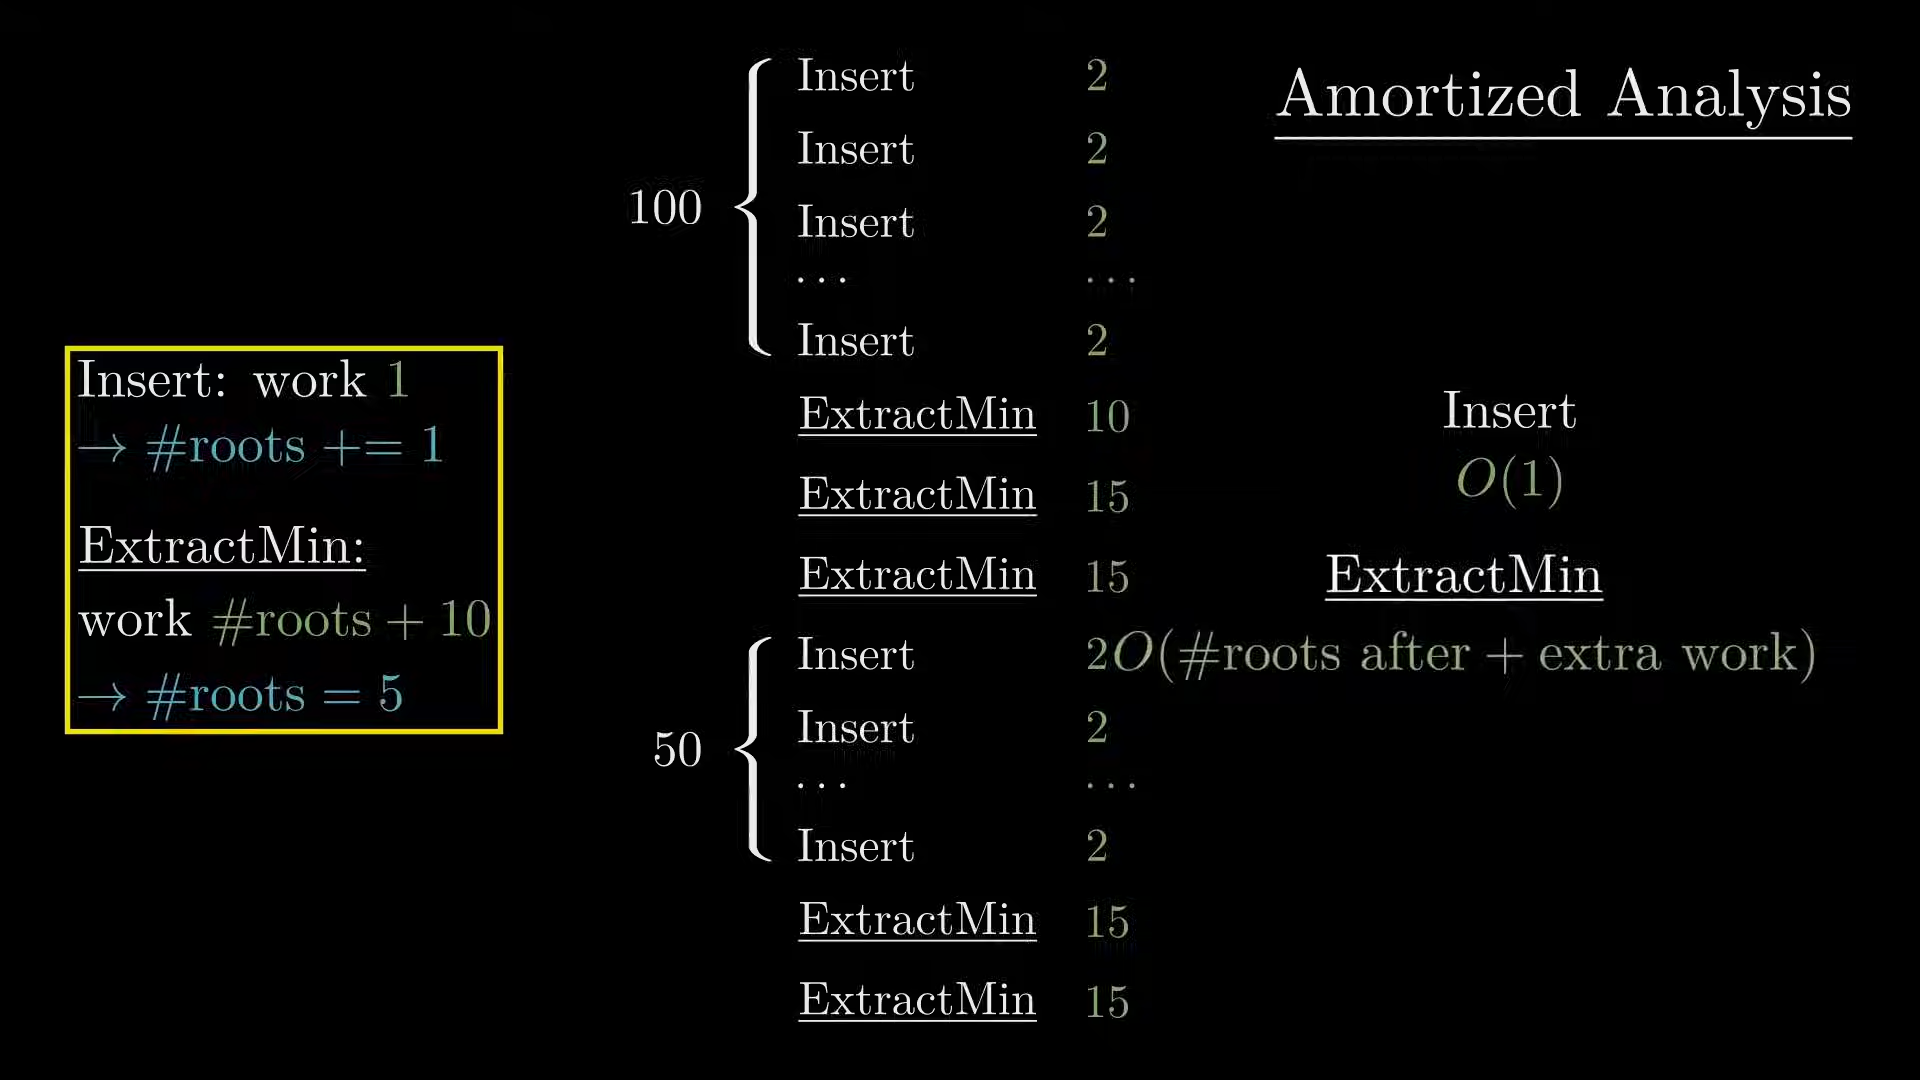 Amortized Analysis
Insert: work 1
→ #roots += 1
ExtractMin:
work #roots + 10
→ #roots = 5
100
Insert 2
Insert 2
Insert 2
... ...
Insert 2
ExtractMin 10
ExtractMin 15
ExtractMin 15
50
Insert 2
Insert 2
... ...
Insert 2
ExtractMin 15
ExtractMin 15
Insert
O(1)
ExtractMin
O(#roots after + extra work)